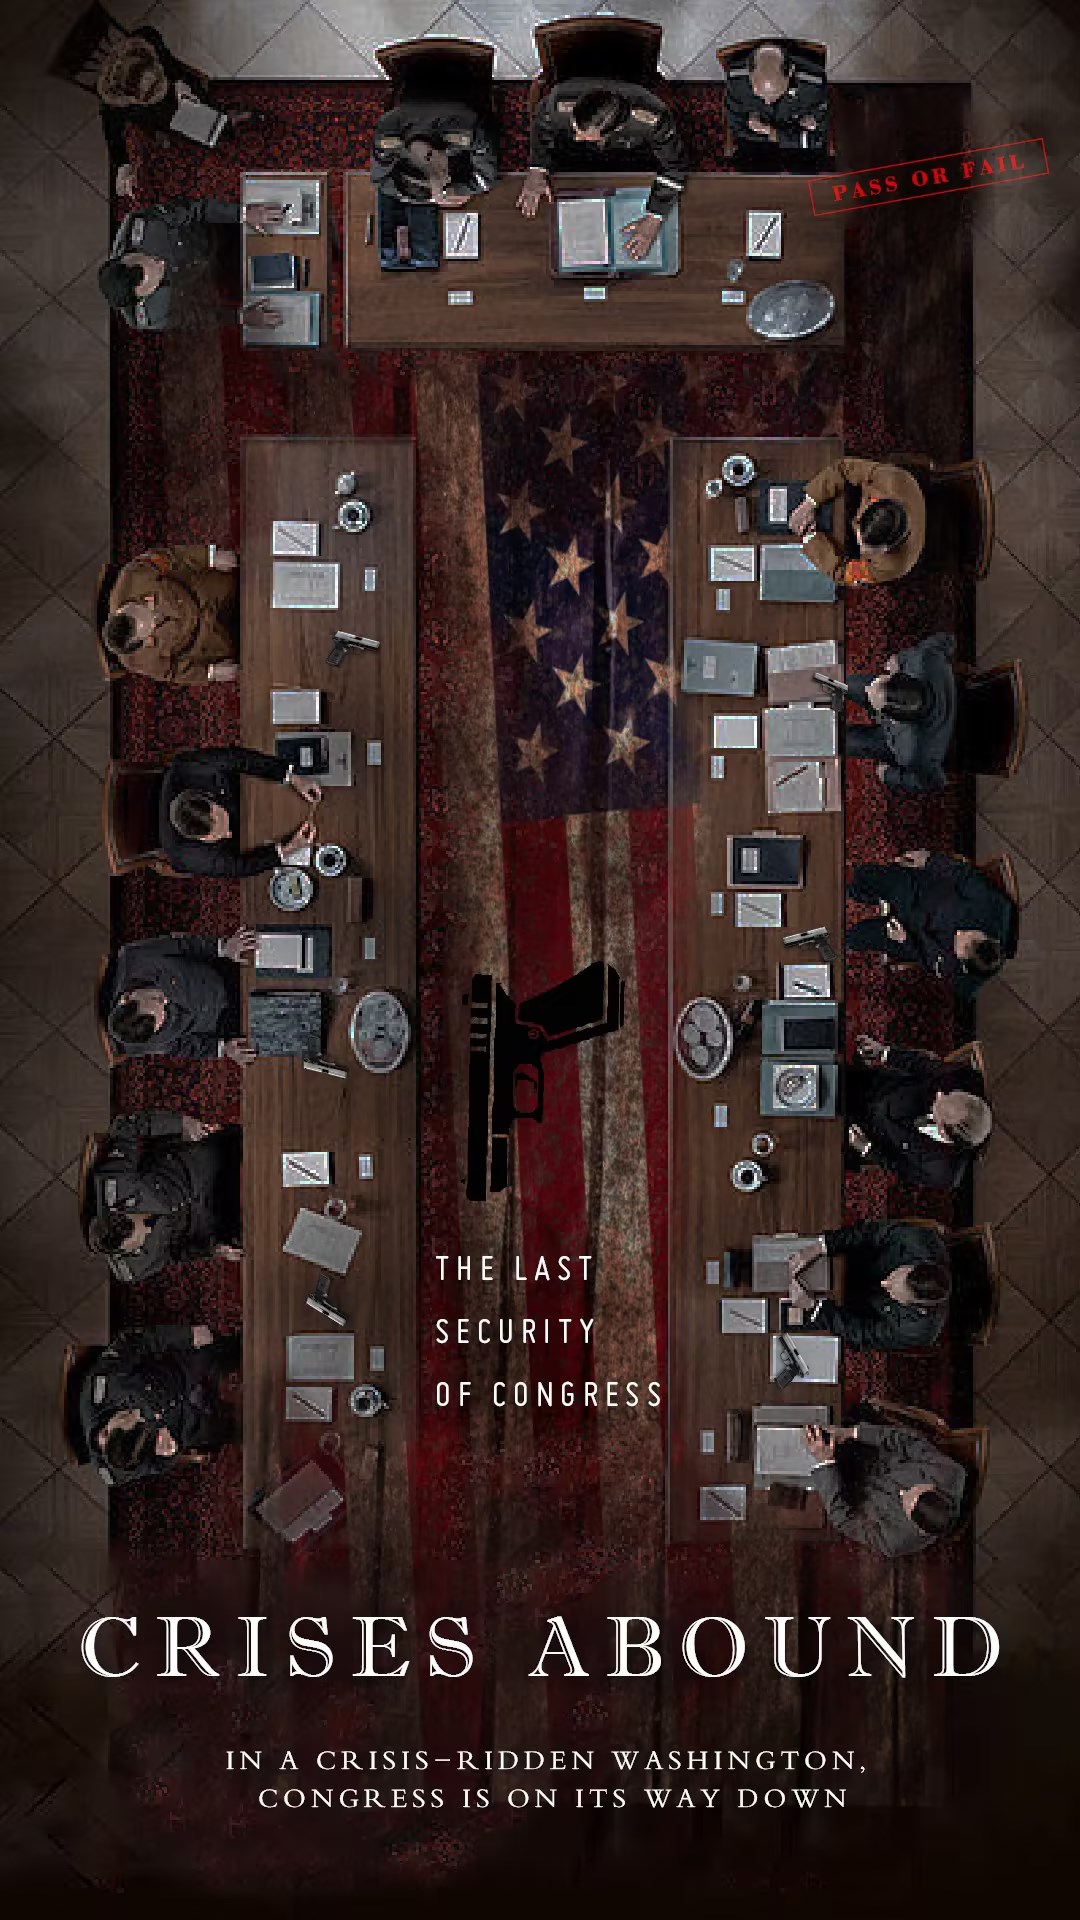 PASS OR FAIL
THE LAST
SECURITY
OF CONGRESS
CRISES ABOUND
IN A CRISIS-RIDDEN WASHINGTON,
CONGRESS IS ON ITS WAY DOWN